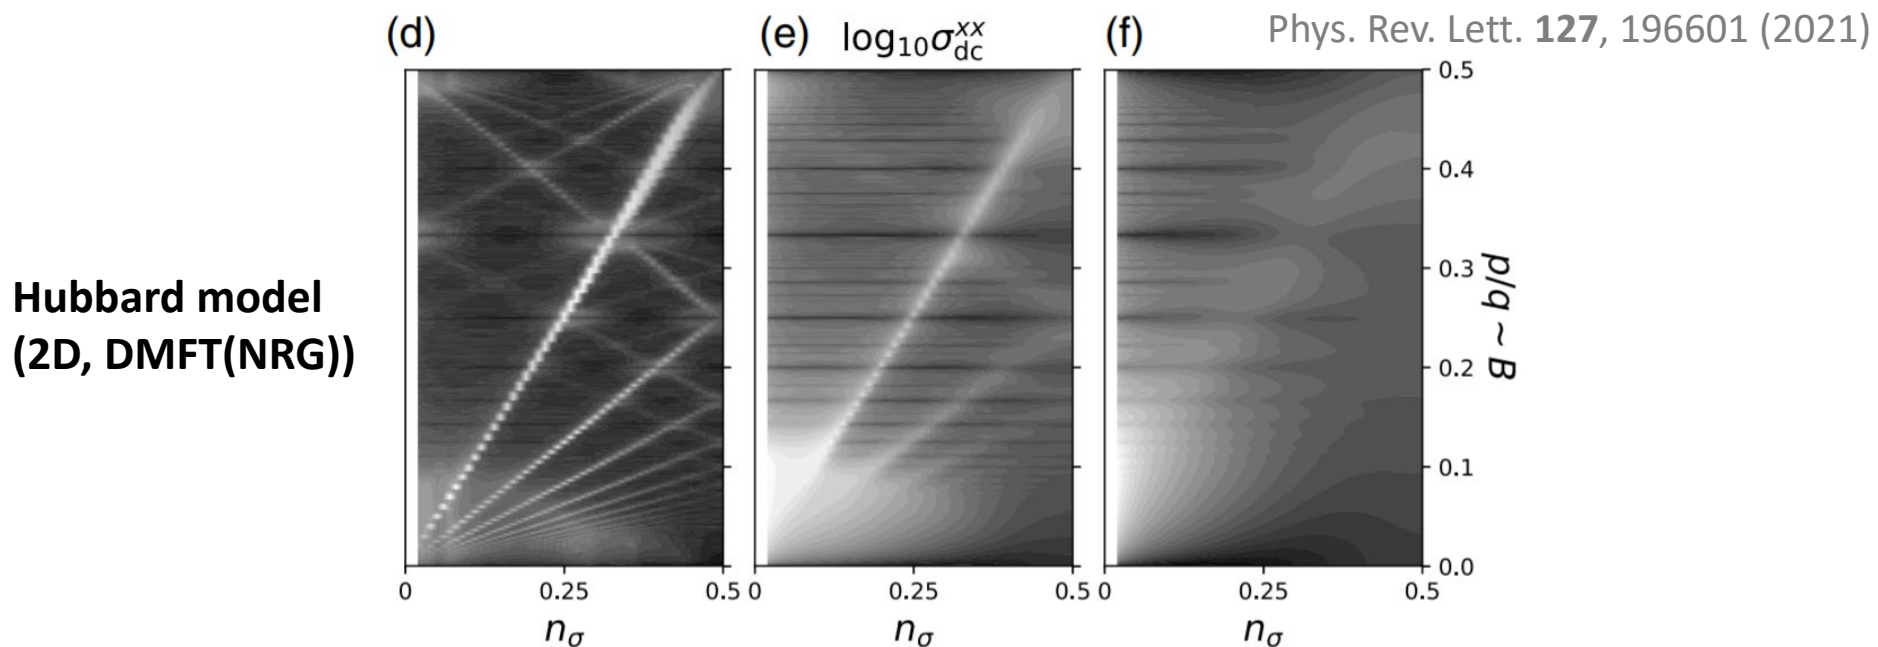 (d)
(e) log₁₀σ^{xx}_{dc}
(f)
Phys. Rev. Lett. 127, 196601 (2021)
Hubbard model
(2D, DMFT(NRG))
0.5
0.4
0.3
0.2
0.1
0.0
p/q ~ B
0 0.25 0.5
0 0.25 0.5
0 0.25 0.5
n_σ
n_σ
n_σ